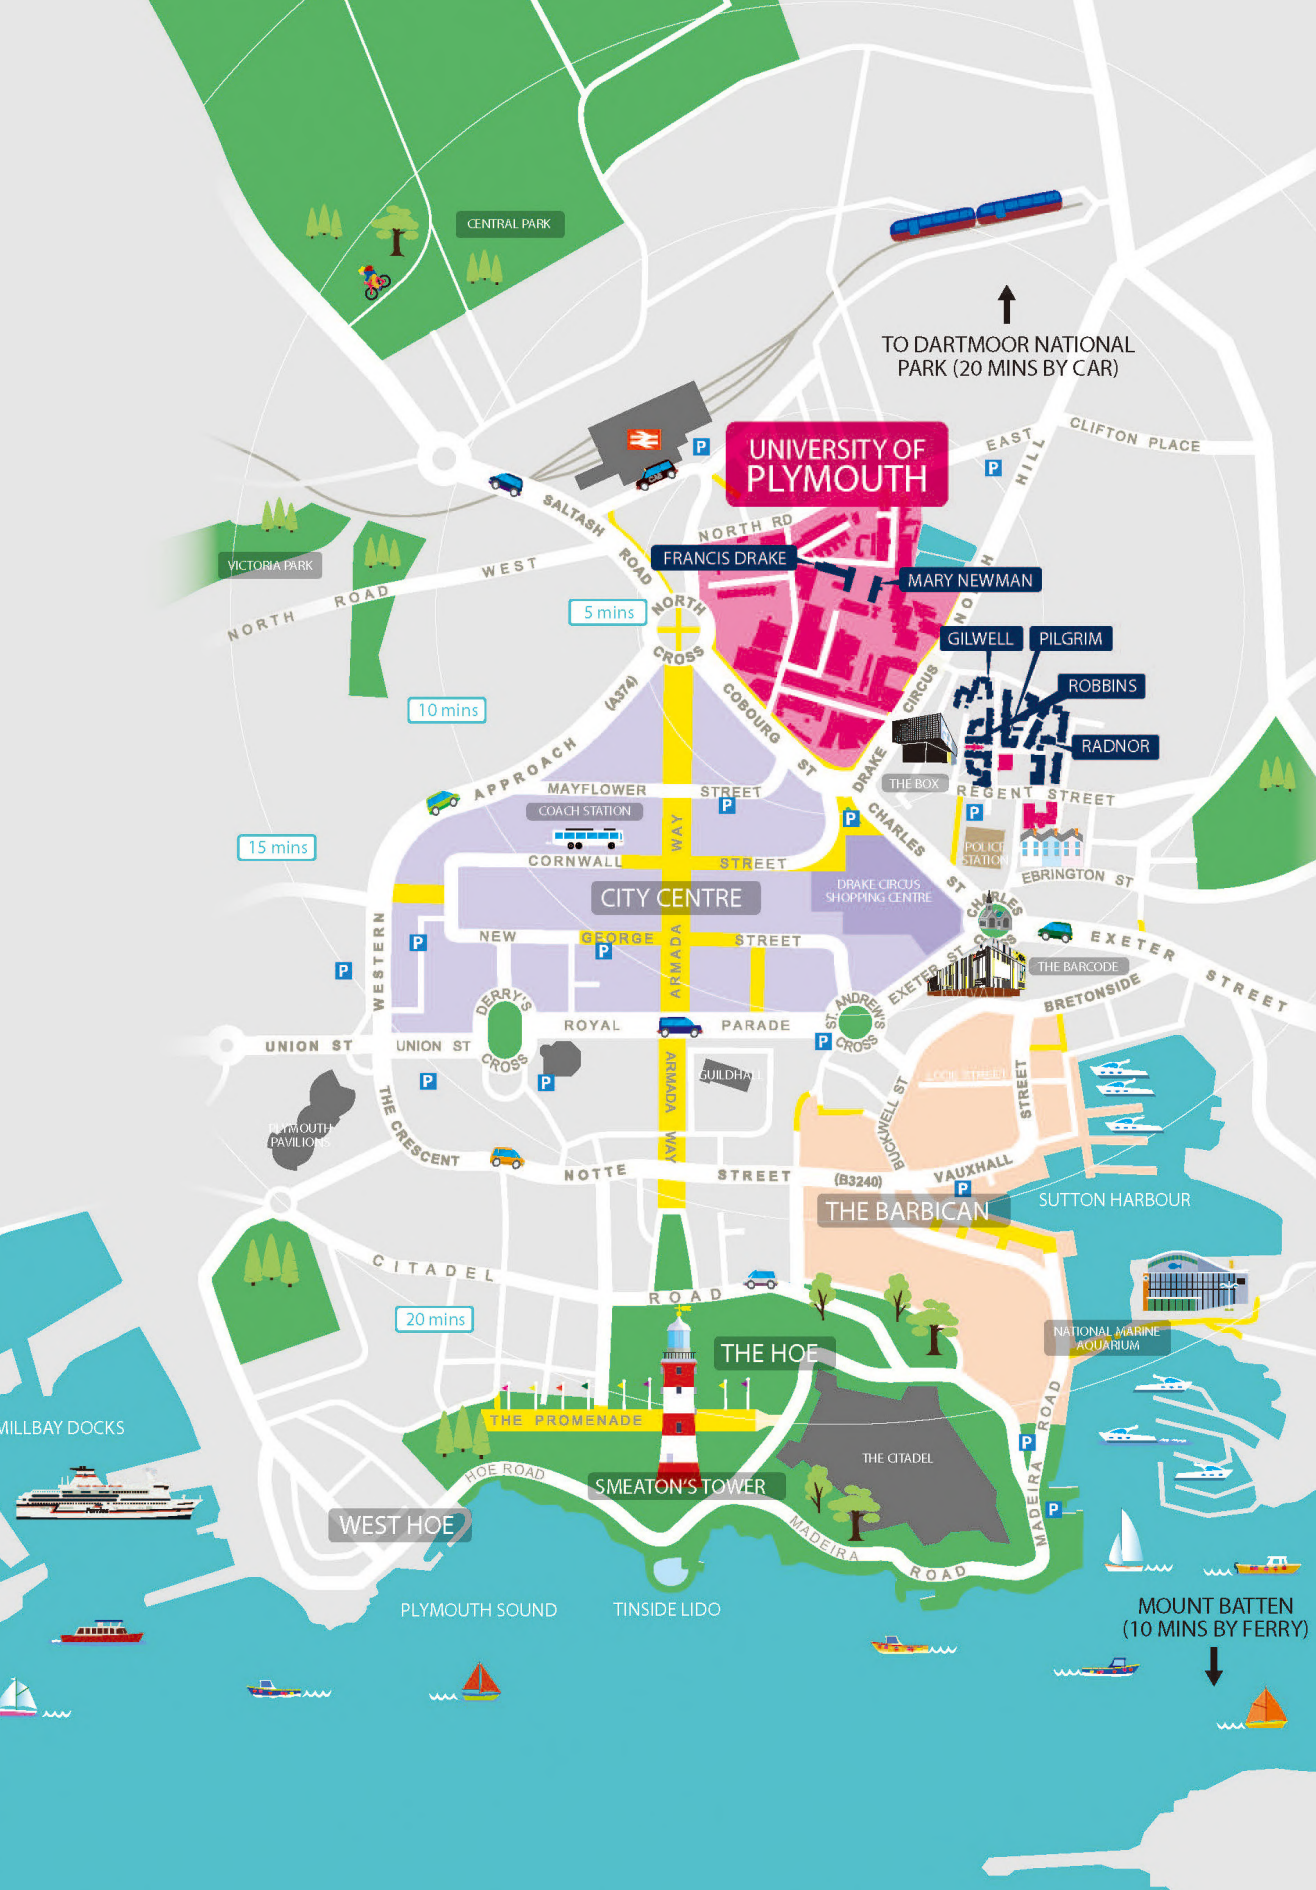 CENTRAL PARK
TO DARTMOOR NATIONAL
PARK (20 MINS BY CAR)
UNIVERSITY OF
PLYMOUTH
EAST
CLIFTON PLACE
P
P
HILL
CAB
SALTASH
ROAD
NORTH RD
FRANCIS DRAKE
MARY NEWMAN
VICTORIA PARK
WEST
NORTH ROAD
5 mins
NORTH
CROSS
NORTH
GILWELL
PILGRIM
ROBBINS
RADNOR
10 mins
(A374)
COBOURG
ST
CIRCUS
DRAKE
APPROACH
MAYFLOWER
STREET
COACH STATION
P
P
THE BOX
REGENT STREET
P
CHARLES
ST
POLICE
STATION
15 mins
ARMADA WAY
CORNWALL
STREET
CITY CENTRE
DRAKE CIRCUS
SHOPPING CENTRE
EBRINGTON ST
CHARLES
CROSS
WESTERN
P
P
NEW
GEORGE
STREET
P
EXETER ST
EXETER
STREET
THE BARCODE
BRETONSIDE
DERRY'S
CROSS
ROYAL
PARADE
ST. ANDREW'S
CROSS
P
UNION ST
UNION ST
P
P
GUILDHALL
ARMADA WAY
LOOE STREET
STREET
BUCKWELL ST
PLYMOUTH
PAVILIONS
THE CRESCENT
NOTTE
STREET
(B3240)
VAUXHALL
P
THE BARBICAN
SUTTON HARBOUR
CITADEL
ROAD
20 mins
THE HOE
NATIONAL MARINE
AQUARIUM
THE PROMENADE
MILLBAY DOCKS
THE CITADEL
HOE ROAD
SMEATON'S TOWER
P
P
MADEIRA ROAD
WEST HOE
MADEIRA
ROAD
PLYMOUTH SOUND
TINSIDE LIDO
MOUNT BATTEN
(10 MINS BY FERRY)